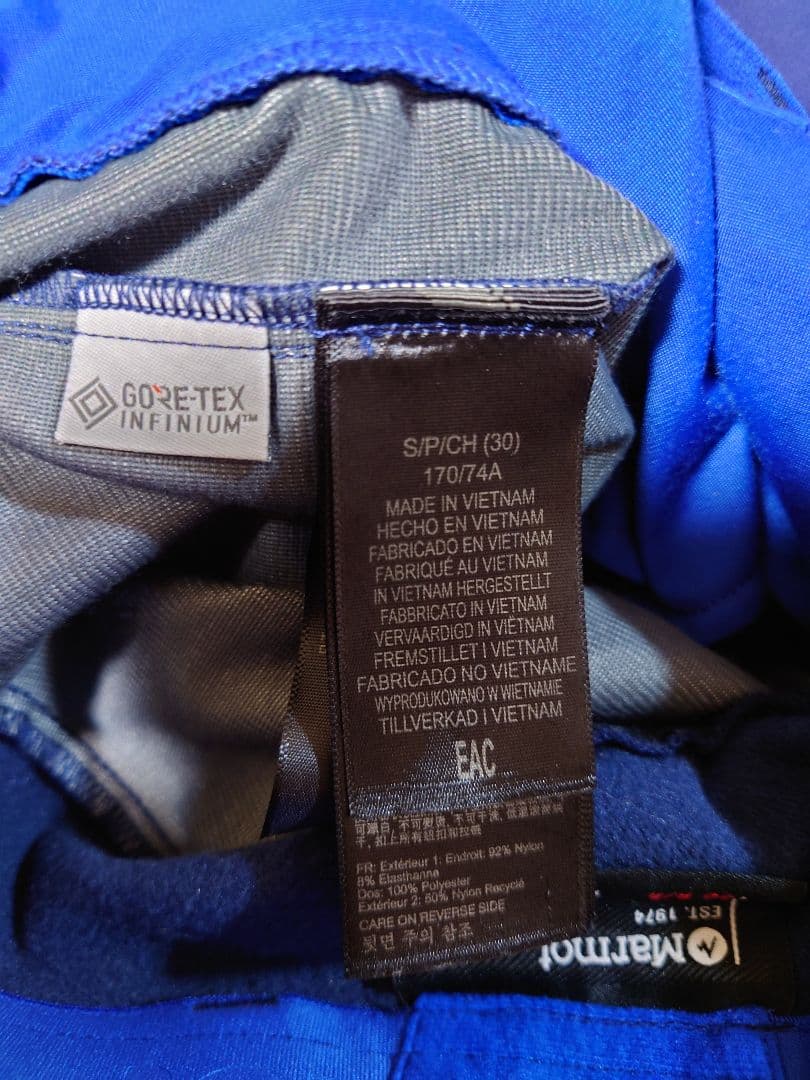 GORE-TEX
INFINIUM™
S/P/CH (30)
170/74A
MADE IN VIETNAM
HECHO EN VIETNAM
FABRICADO EN VIETNAM
FABRIQUÉ AU VIETNAM
IN VIETNAM HERGESTELLT
FABBRICATO IN VIETNAM
VERVAARDIGD IN VIËTNAM
FREMSTILLET I VIETNAM
FABRICADO NO VIETNAME
WYPRODUKOWANO W WIETNAMIE
TILLVERKAD I VIETNAM
EAC
FR: Extérieur 1: Endroit: 92% Nylon
8% Elasthanne
Dos: 100% Polyester
Extérieur 2: 50% Nylon Recyclé
CARE ON REVERSE SIDE
뒷면 주의 참조
Marmot
EST. 1974